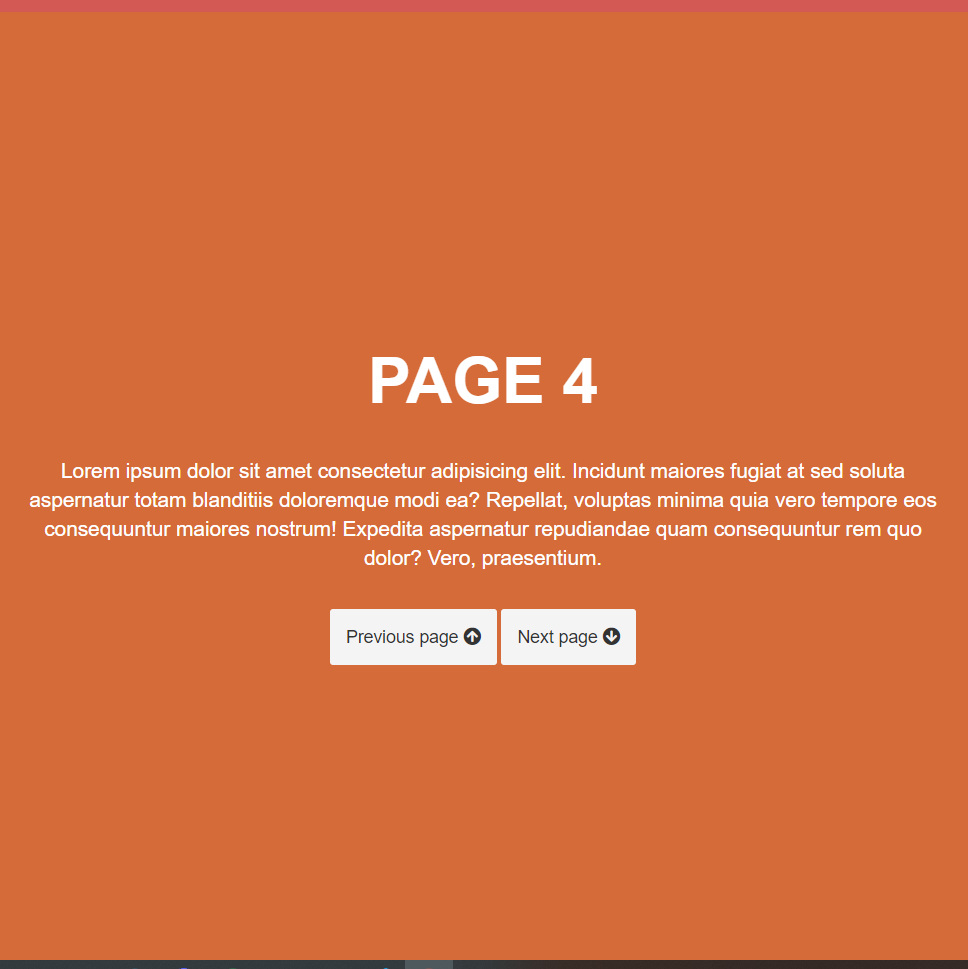 PAGE 4
Lorem ipsum dolor sit amet consectetur adipisicing elit. Incidunt maiores fugiat at sed soluta
aspernatur totam blanditiis doloremque modi ea? Repellat, voluptas minima quia vero tempore eos
consequuntur maiores nostrum! Expedita aspernatur repudiandae quam consequuntur rem quo
dolor? Vero, praesentium.
Previous page Next page